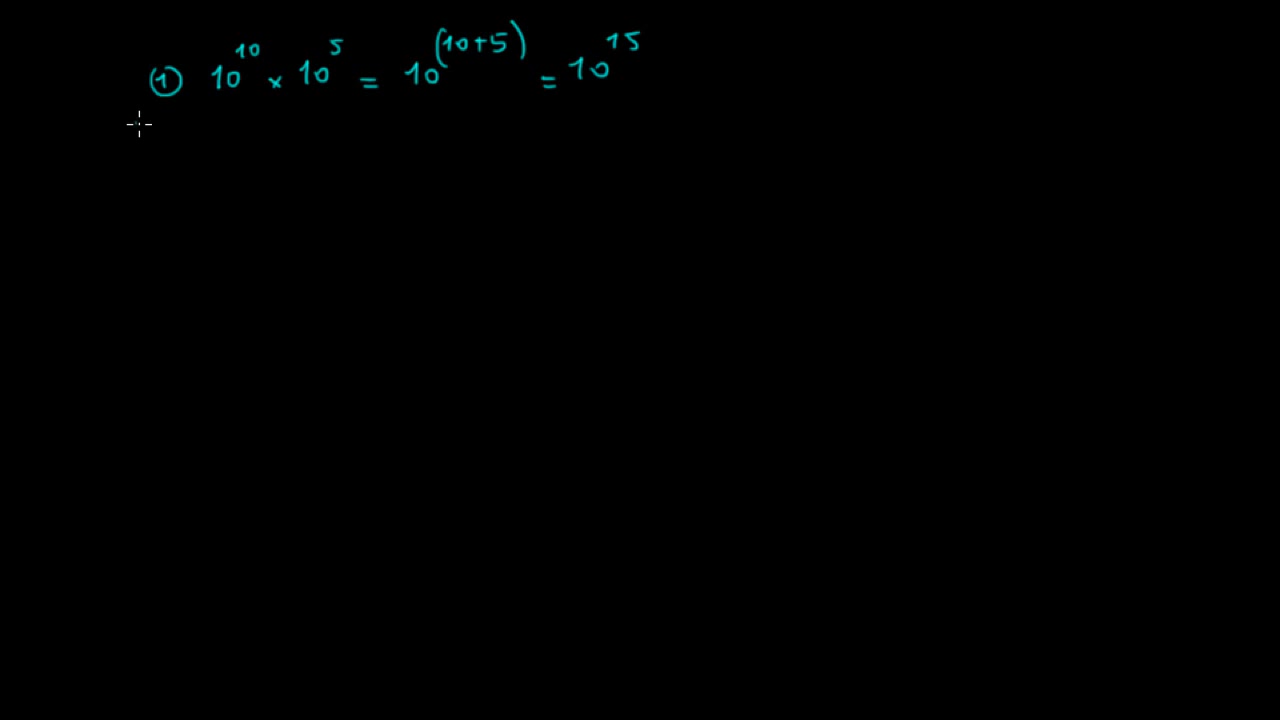 ① 10^10 × 10^5 = 10^(10+5) = 10^15